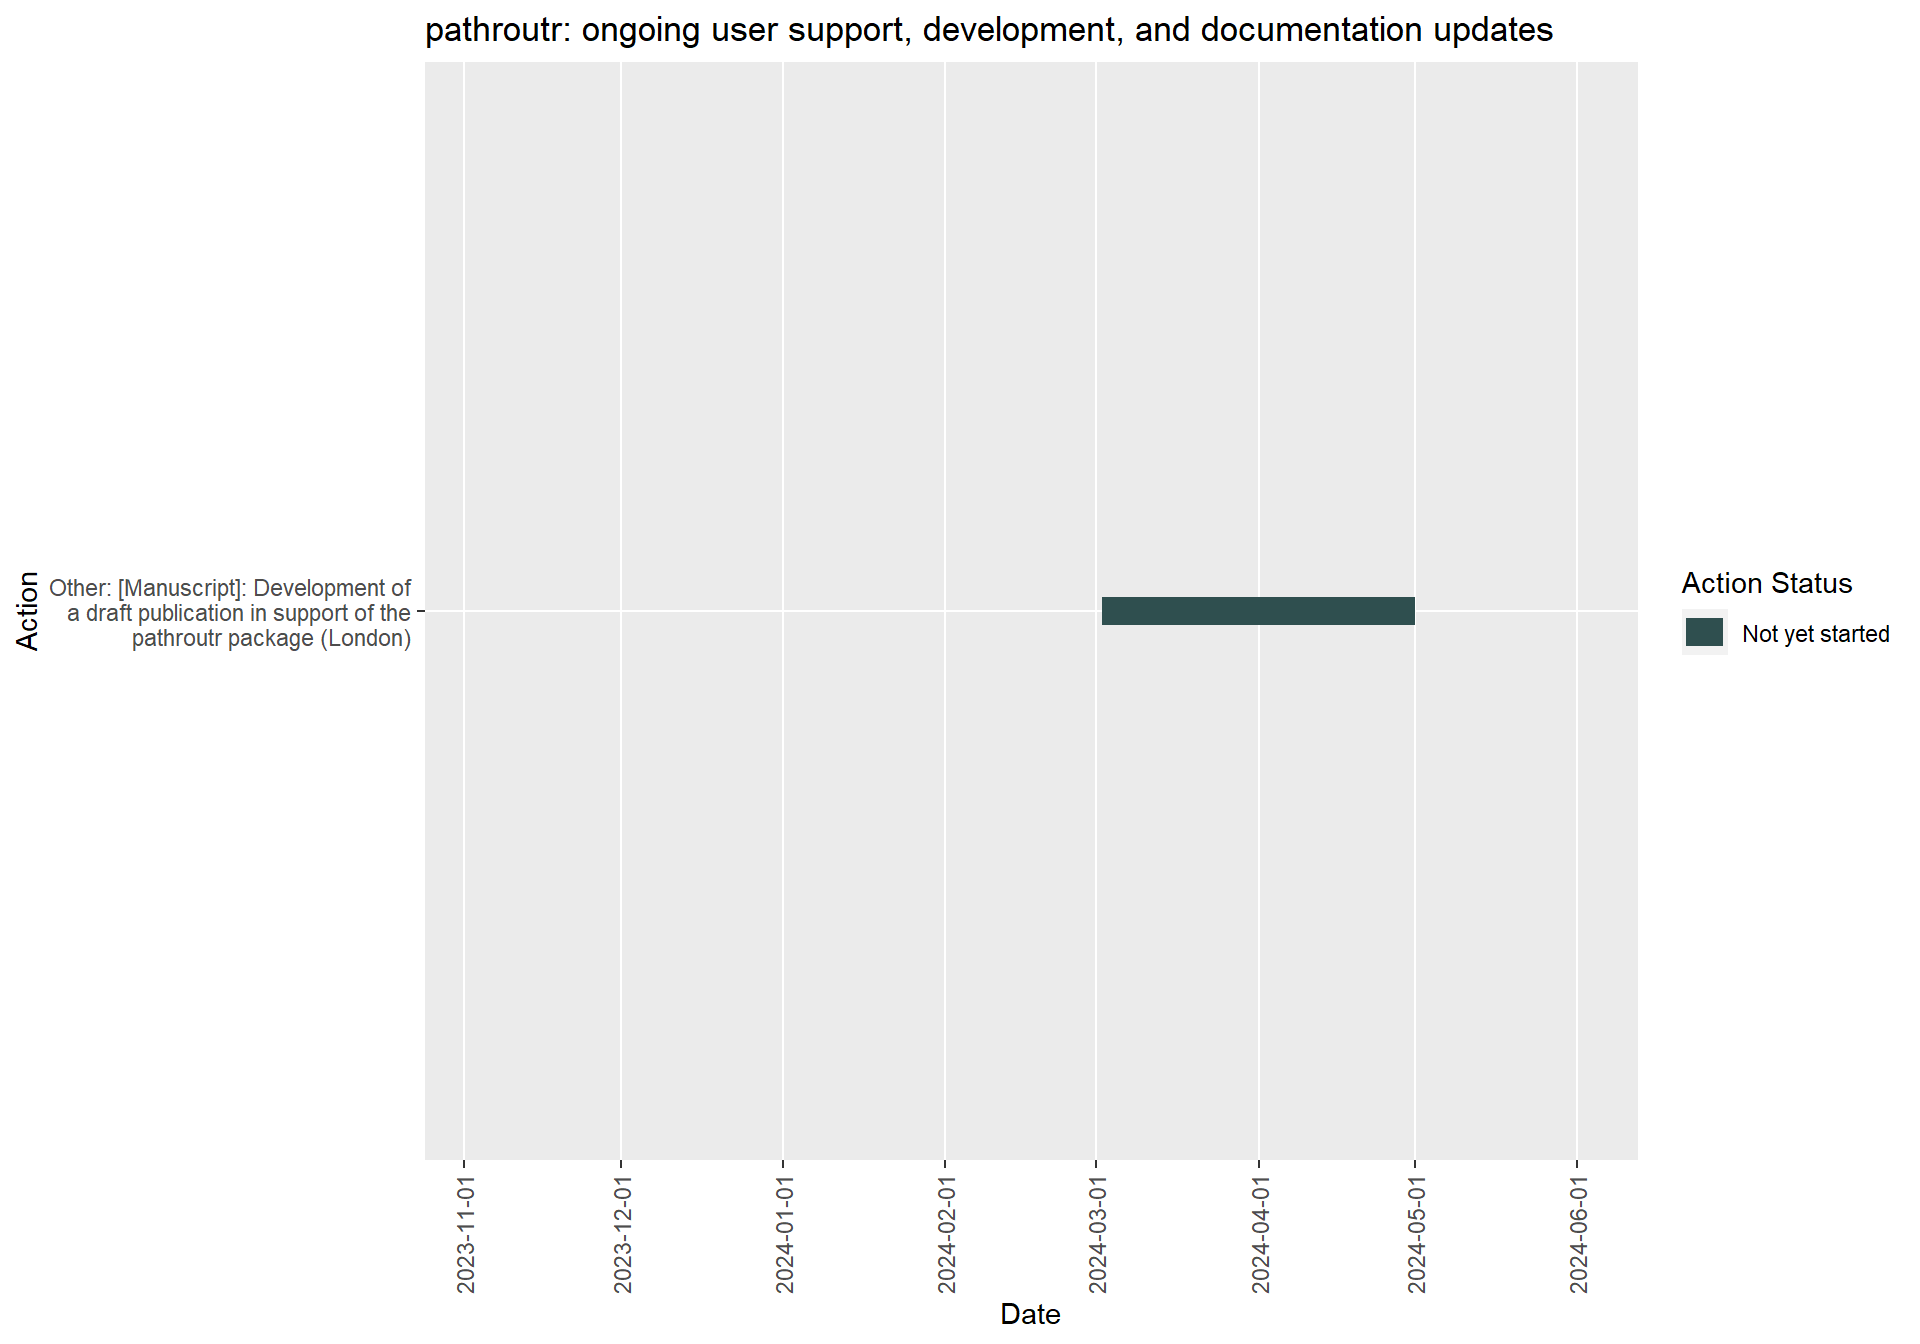 pathroutr: ongoing user support, development, and documentation updates
Action
Other: [Manuscript]: Development of
a draft publication in support of the
pathroutr package (London)
Action Status
Not yet started
2023-11-01
2023-12-01
2024-01-01
2024-02-01
2024-03-01
2024-04-01
2024-05-01
2024-06-01
Date